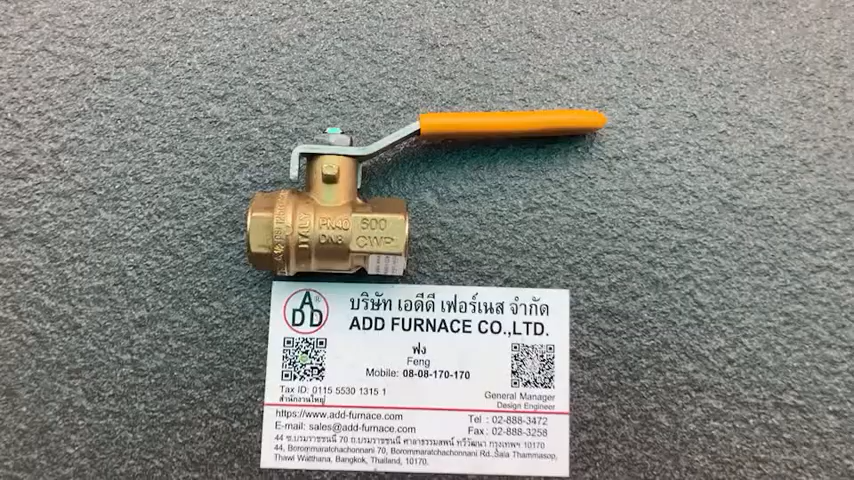 ITALY
PN40
DN8
600
CWP
ADD
บริษัท เอดีดี เฟอร์เนส จำกัด
ADD FURNACE CO.,LTD.
ฟง
Feng
Mobile: 08-08-170-170
Tax ID: 0115 5530 1315 1
สำนักงานใหญ่
General Manager
Design Engineer
https://www.add-furnace.com
E-mail: sales@add-furnace.com
Tel : 02-888-3472
Fax: 02-888-3258
44 ซ.บรมราชชนนี 70 ถ.บรมราชชนนี ศาลาธรรมสพน์ ทวีวัฒนา กรุงเทพฯ 10170
44, Borommaratchachonnani 70, Borommaratchachonnani Rd.,Sala Thammasop,
Thawi Watthana, Bangkok, Thailand, 10170.